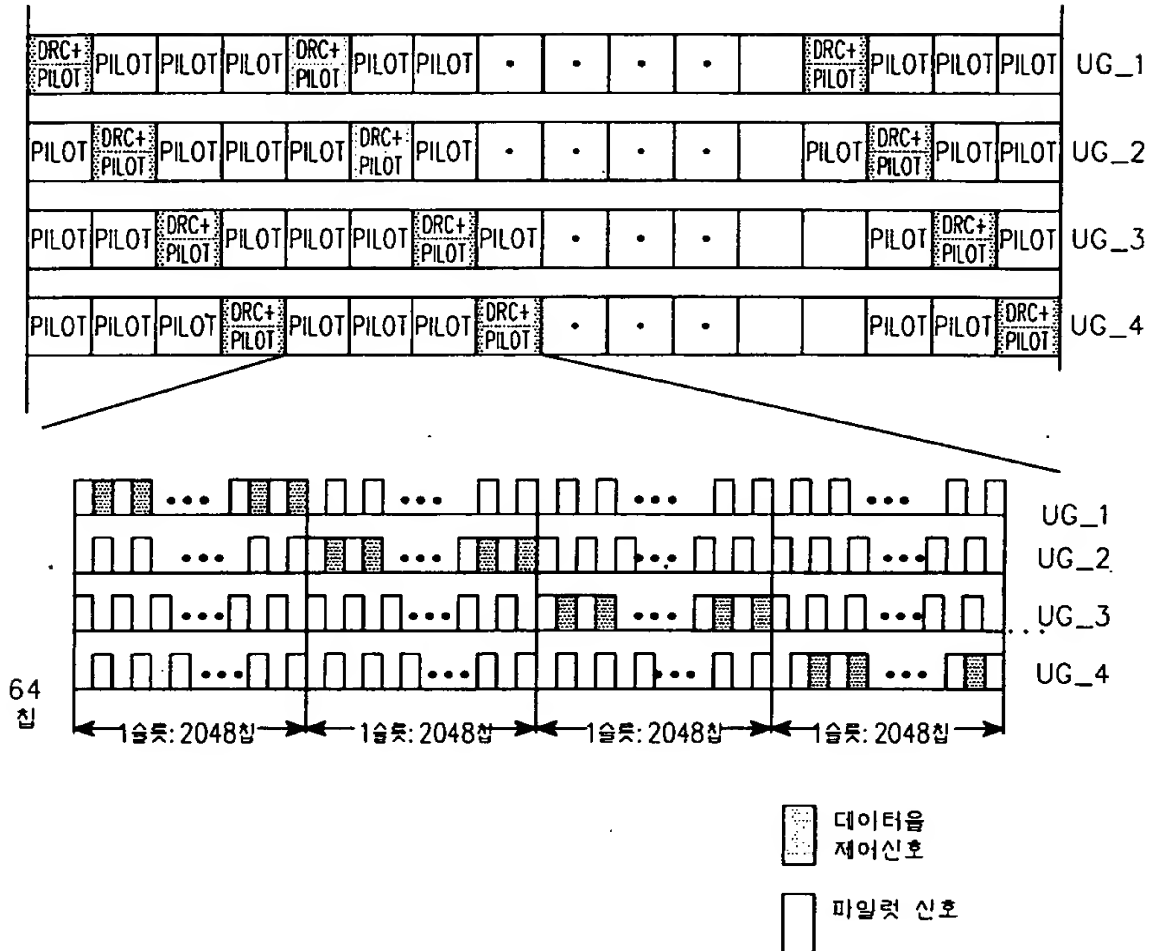 DRC+ PILOT PILOT PILOT PILOT DRC+ PILOT PILOT PILOT • • • • DRC+ PILOT PILOT PILOT PILOT UG_1
PILOT DRC+ PILOT PILOT PILOT PILOT DRC+ PILOT PILOT • • • • PILOT DRC+ PILOT PILOT PILOT UG_2
PILOT PILOT DRC+ PILOT PILOT PILOT PILOT DRC+ PILOT PILOT • • • PILOT DRC+ PILOT PILOT UG_3
PILOT PILOT PILOT DRC+ PILOT PILOT PILOT PILOT DRC+ PILOT • • • PILOT PILOT DRC+ PILOT UG_4
••• ••• ••• ••• UG_1
••• ••• ••• ••• UG_2
••• ••• ••• ••• UG_3
••• ••• ••• ••• UG_4
64
칩
1슬롯: 2048칩 1슬롯: 2048칩 1슬롯: 2048칩 1슬롯: 2048칩
데이터율
제어신호
파일럿 신호